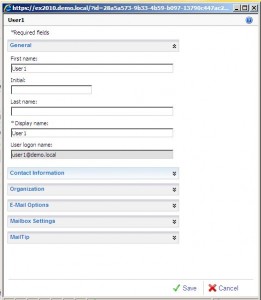 https://ex2010.demo.local/?id=28a5a573-9b33-4b59-b097-13798c447ac2...
User1
*Required fields
General
First name:
User1
Initial:
Last name:
* Display name:
User1
User logon name:
user1@demo.local
Contact Information
Organization
E-Mail Options
Mailbox Settings
MailTip
Save
Cancel